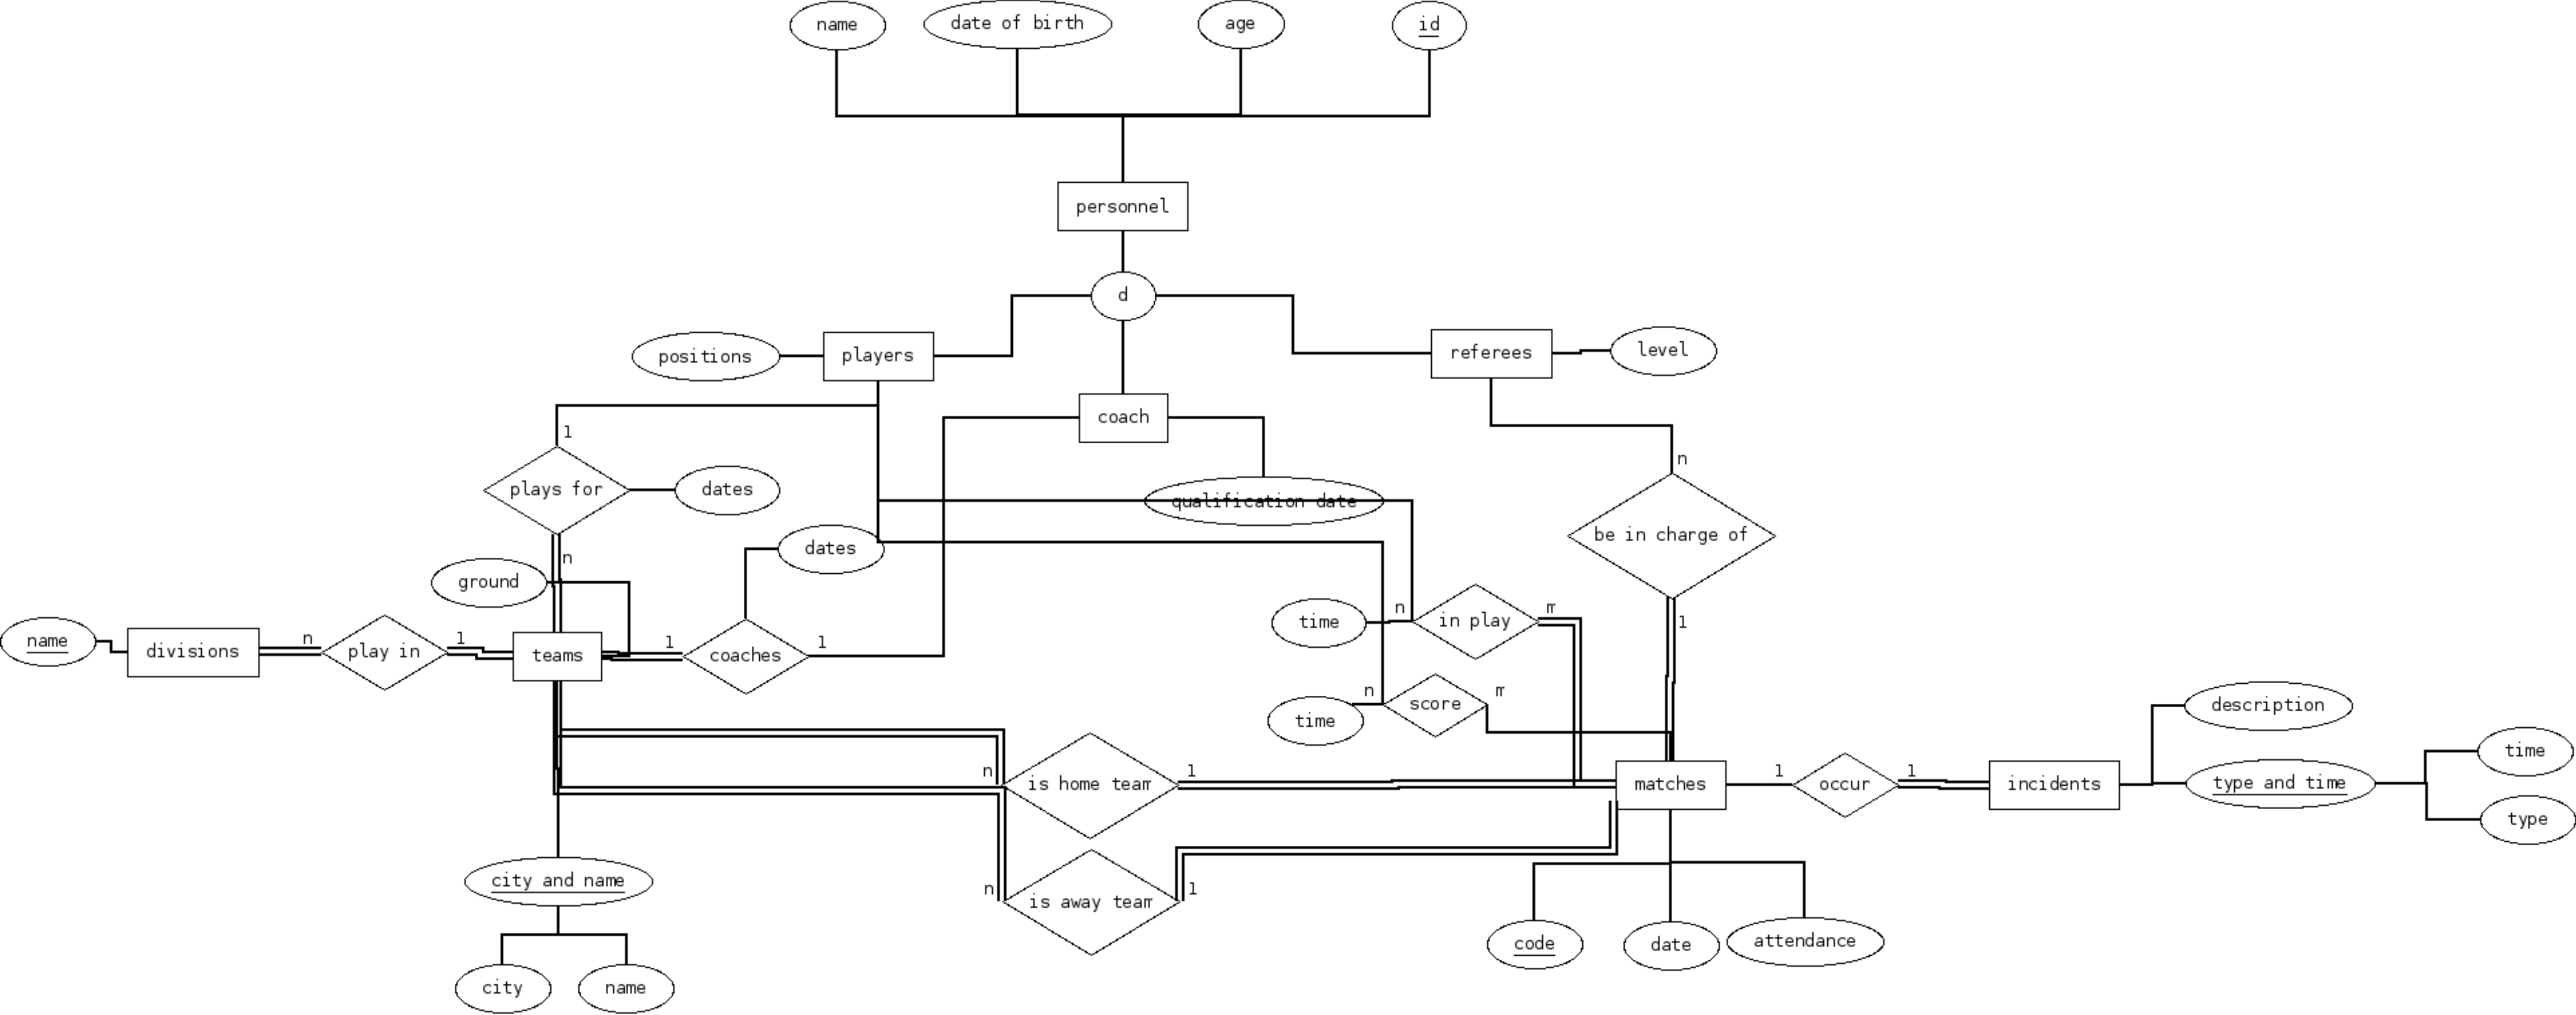 name
date of birth
age
id
personnel
d
positions
players
referees
level
coach
1
n
plays for
dates
qualification date
be in charge of
dates
n
ground
name
divisions
n
play in
1
teams
1
coaches
1
time
n
in play
m
1
time
n
score
m
description
n
is home team
1
matches
1
occur
1
incidents
type and time
time
type
n
is away team
1
city and name
city
name
code
date
attendance